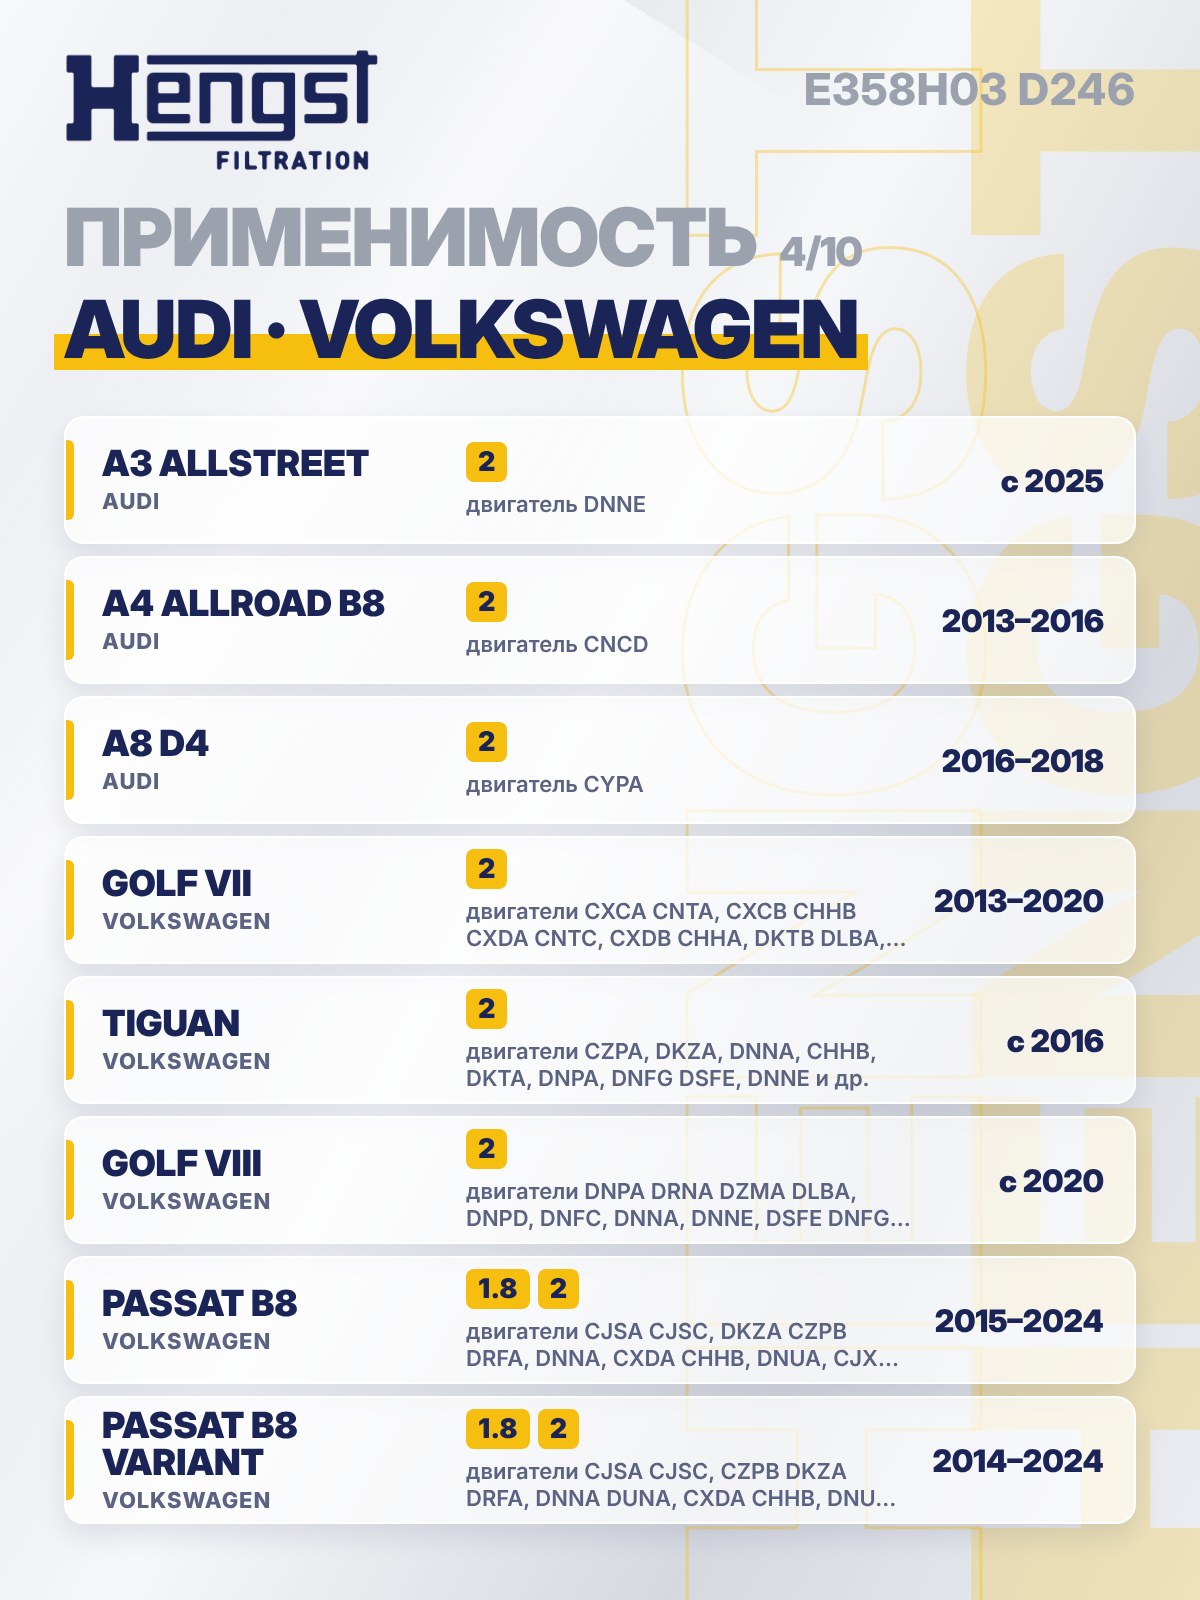 Hengst
FILTRATION
E358H03 D246
ПРИМЕНИМОСТЬ 4/10
AUDI · VOLKSWAGEN
A3 ALLSTREET
AUDI
2
двигатель DNNE
с 2025
A4 ALLROAD B8
AUDI
2
двигатель CNCD
2013–2016
A8 D4
AUDI
2
двигатель CYPA
2016–2018
GOLF VII
VOLKSWAGEN
2
двигатели CXCA CNTA, CXCB CHHB
CXDA CNTC, CXDB CHHA, DKTB DLBA,...
2013–2020
TIGUAN
VOLKSWAGEN
2
двигатели CZPA, DKZA, DNNA, CHHB,
DKTA, DNPA, DNFG DSFE, DNNE и др.
с 2016
GOLF VIII
VOLKSWAGEN
2
двигатели DNPA DRNA DZMA DLBA,
DNPD, DNFC, DNNA, DNNE, DSFE DNFG...
с 2020
PASSAT B8
VOLKSWAGEN
1.8 2
двигатели CJSA CJSC, DKZA CZPB
DRFA, DNNA, CXDA CHHB, DNUA, CJX...
2015–2024
PASSAT B8
VARIANT
VOLKSWAGEN
1.8 2
двигатели CJSA CJSC, CZPB DKZA
DRFA, DNNA DUNA, CXDA CHHB, DNU...
2014–2024
HENGST